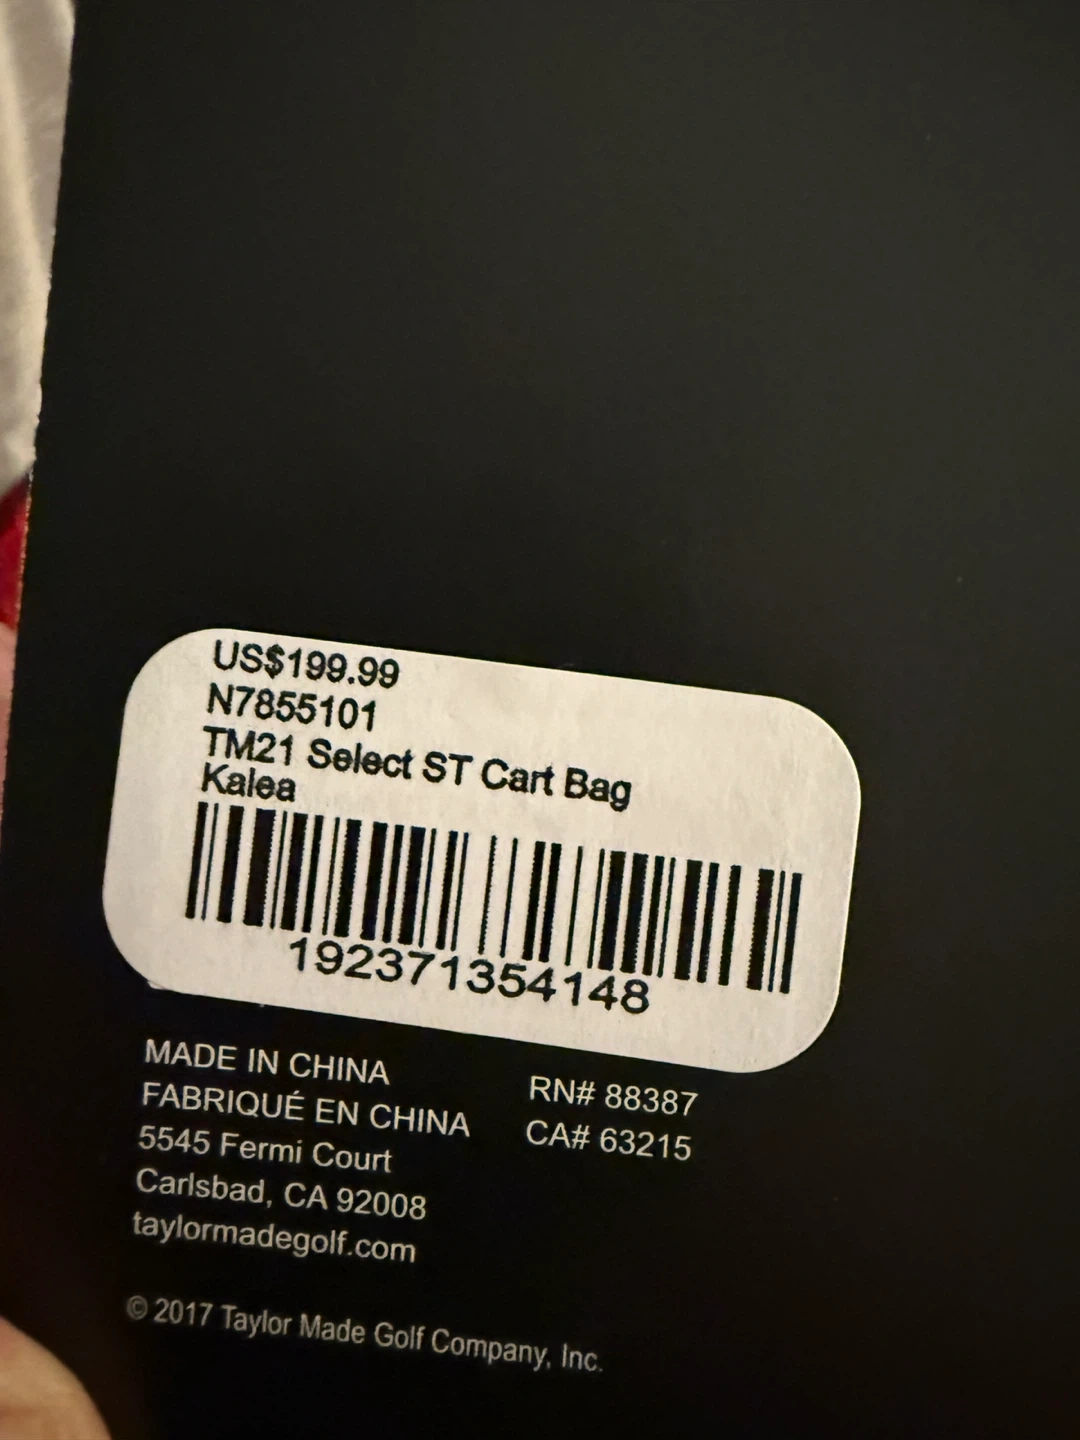 US$199.99
N7855101
TM21 Select ST Cart Bag
Kalea
192371354148
MADE IN CHINA
FABRIQUÉ EN CHINA
5545 Fermi Court
Carlsbad, CA 92008
taylormadegolf.com
RN# 88387
CA# 63215
© 2017 Taylor Made Golf Company, Inc.